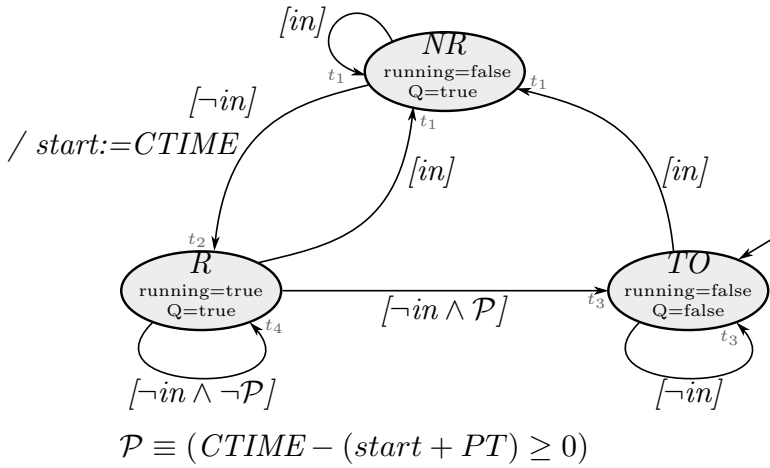 [in]
NR
running=false
Q=true
t₁
t₁
[¬in]
/ start:=CTIME
t₁
[in]
[in]
t₂
R
running=true
Q=true
t₄
TO
running=false
Q=false
t₃
[¬in ∧ 𝒫]
t₃
[¬in ∧ ¬𝒫]
[¬in]
𝒫 ≡ (CTIME − (start + PT) ≥ 0)